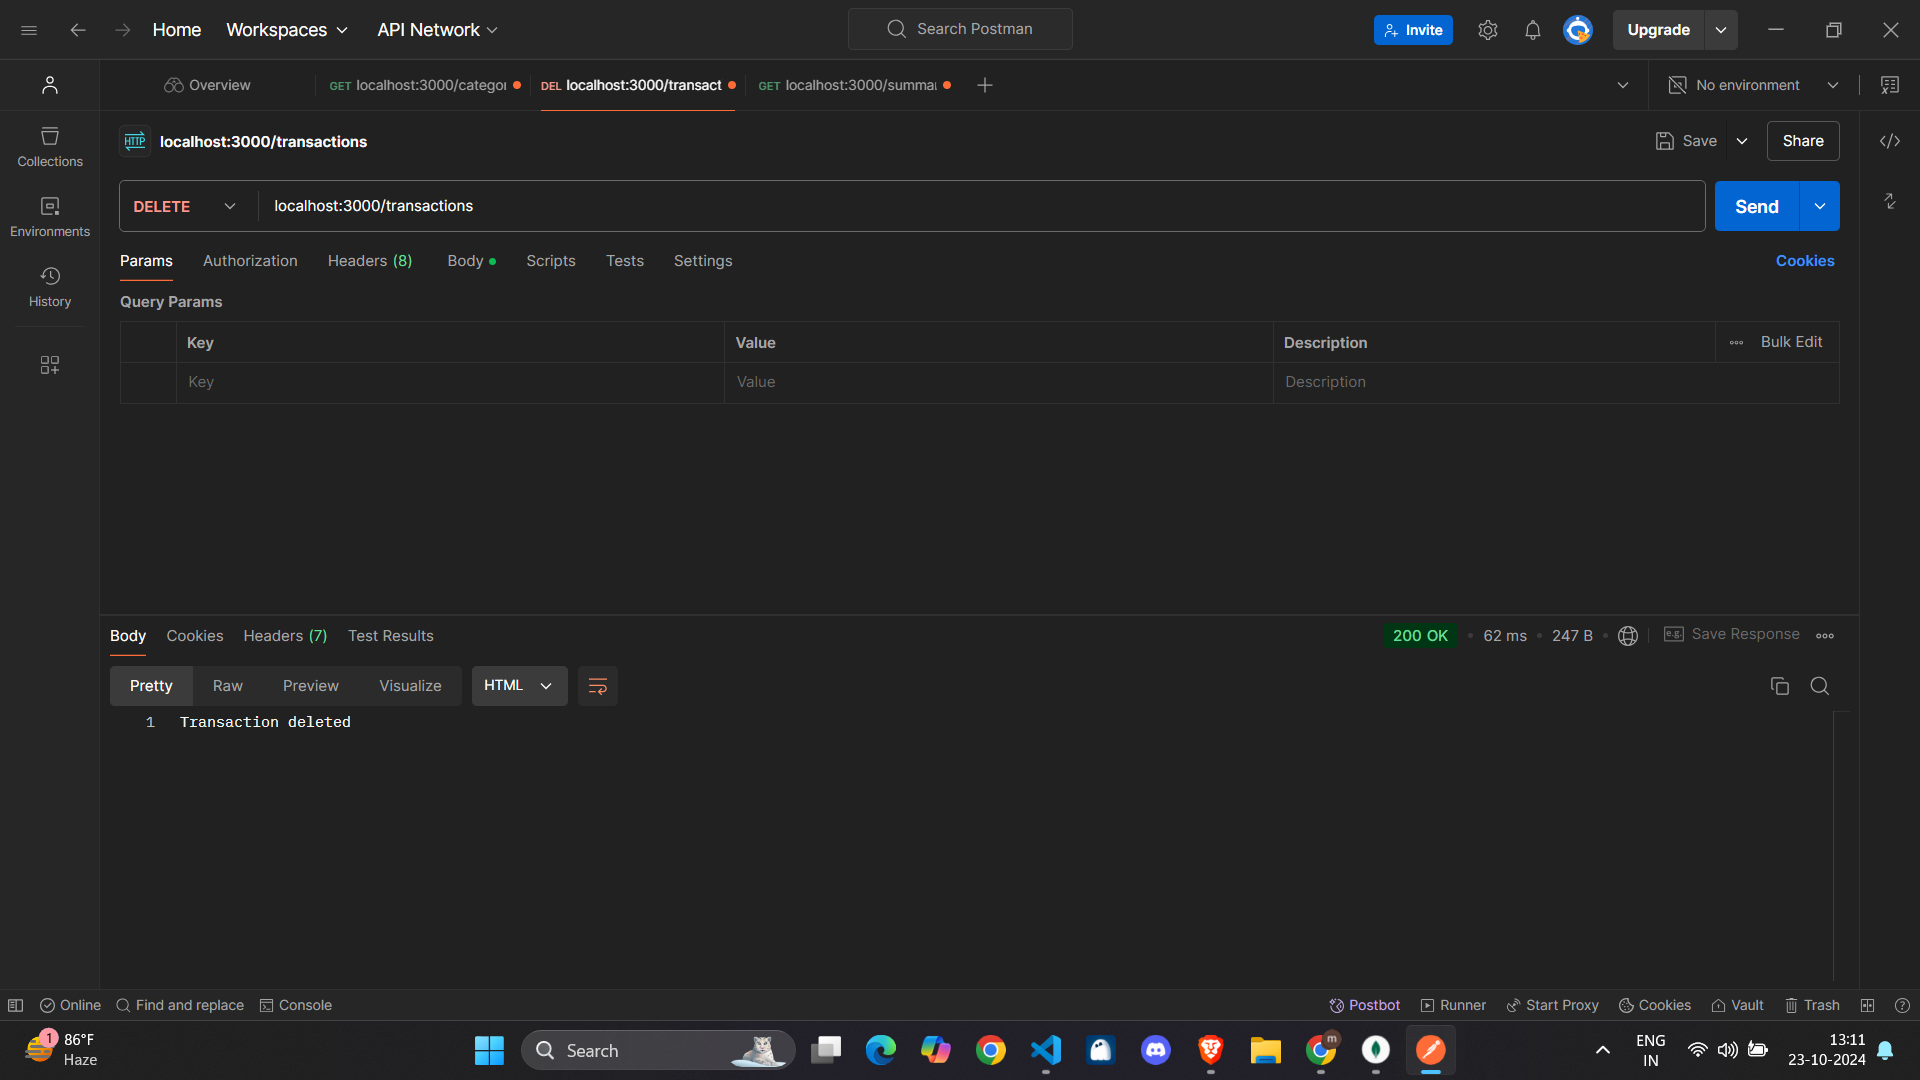 Home Workspaces API Network Search Postman Invite Upgrade
Overview GET localhost:3000/categor DEL localhost:3000/transact GET localhost:3000/summa No environment
HTTP localhost:3000/transactions Save Share
Collections
DELETE localhost:3000/transactions Send
Environments
Params Authorization Headers (8) Body Scripts Tests Settings Cookies
History
Query Params
Key Value Description Bulk Edit
Key Value Description
Body Cookies Headers (7) Test Results 200 OK 62 ms 247 B e.g. Save Response
Pretty Raw Preview Visualize HTML
1 Transaction deleted
Online Find and replace Console Postbot Runner Start Proxy Cookies Vault Trash
1 86°F
Haze
Search
m
ENG
IN
13:11
23-10-2024